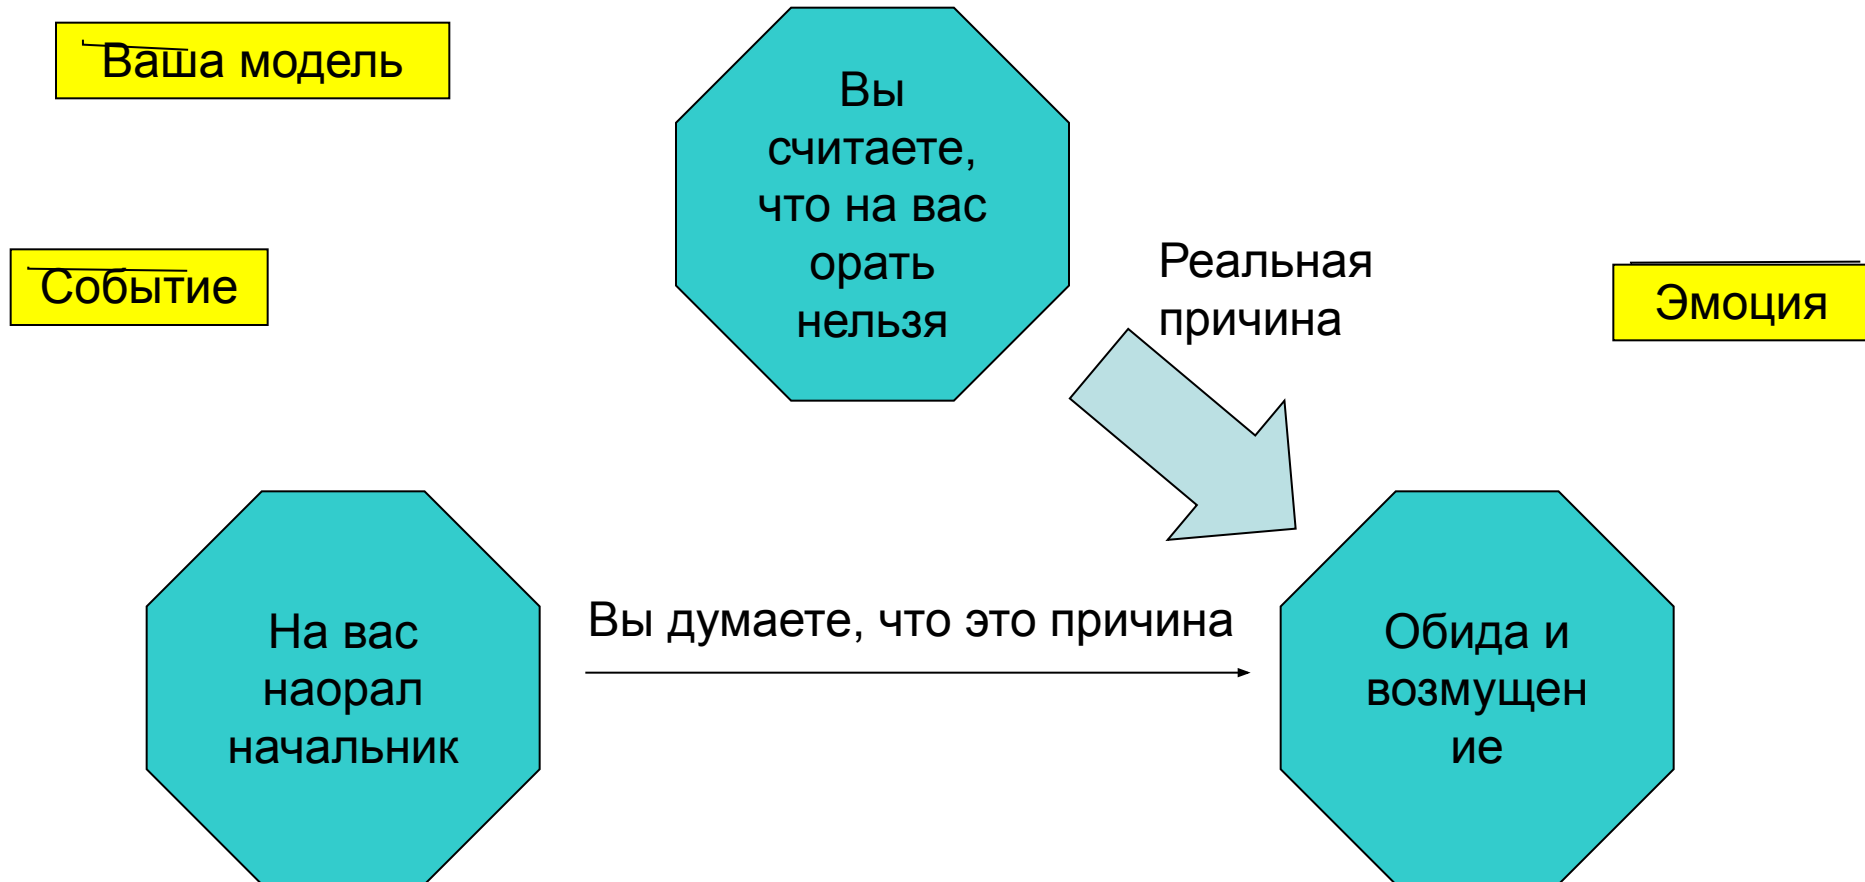 Ваша модель
Вы
считаете,
что на вас
орать
нельзя
Событие
Реальная
причина
Эмоция
Вы думаете, что это причина
На вас
наорал
начальник
Обида и
возмущен
ие